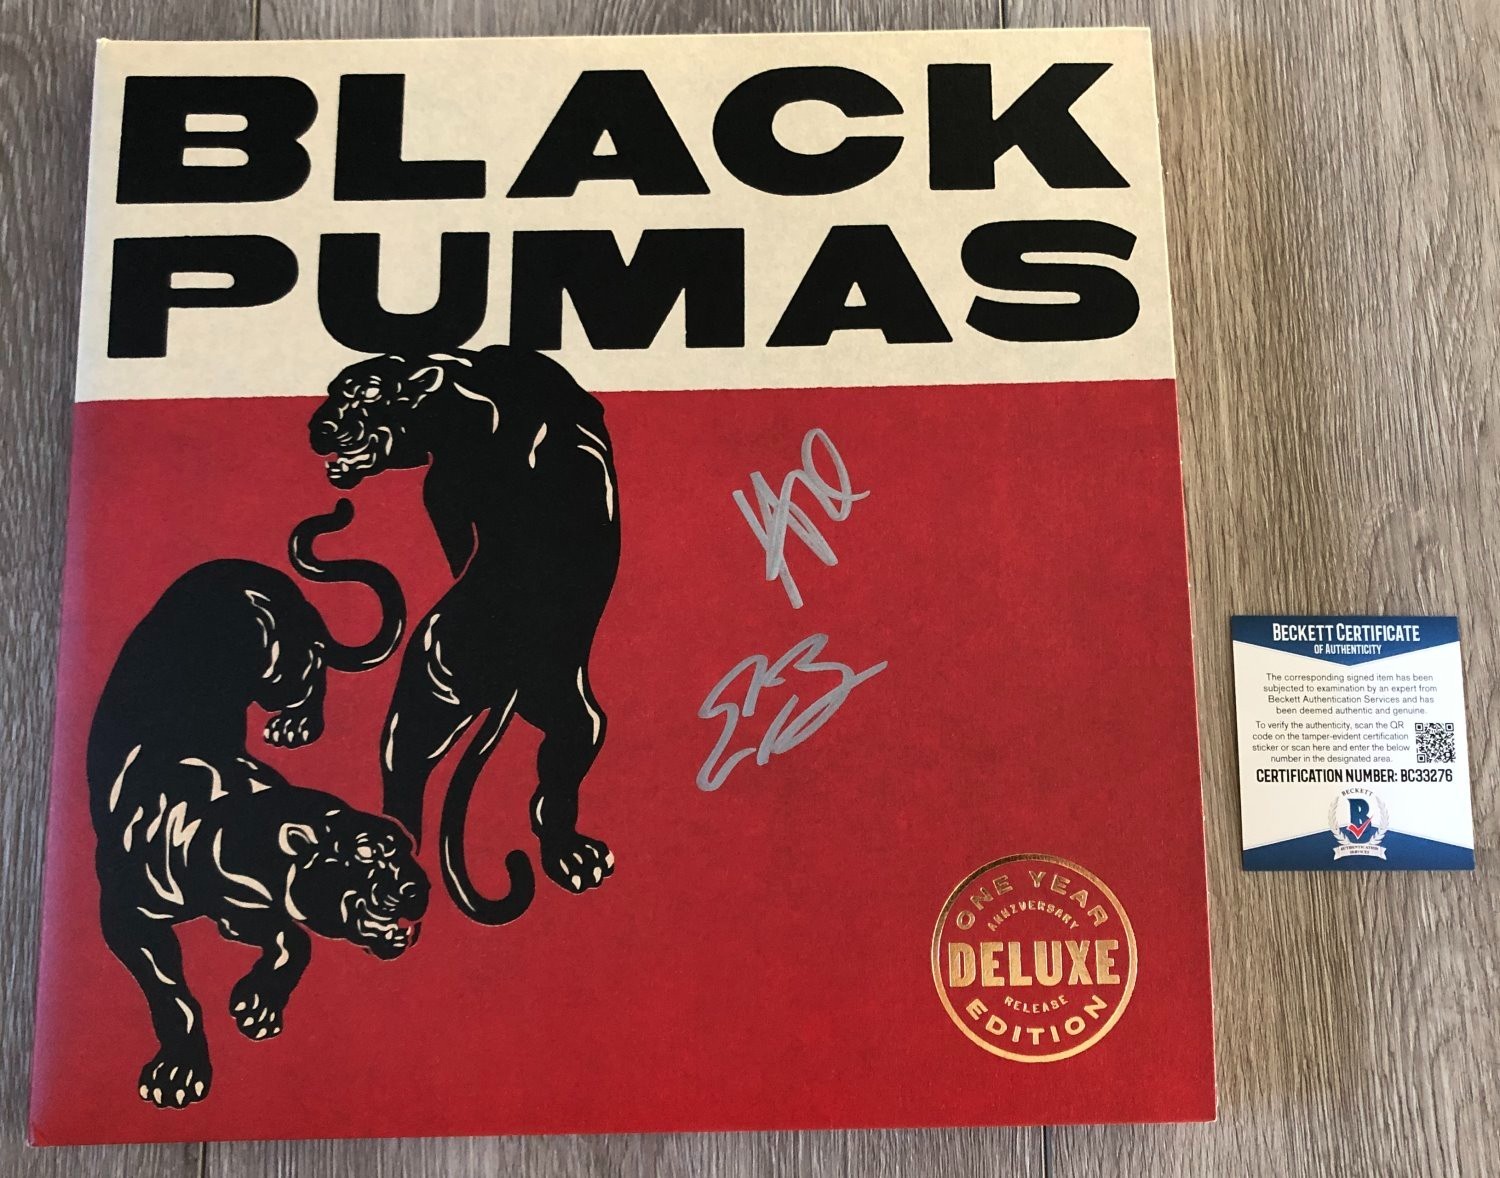 BLACK
PUMAS
ONE YEAR
ANNIVERSARY
DELUXE
RELEASE
EDITION
BECKETT CERTIFICATE
OF AUTHENTICITY
The corresponding signed item has been
subjected to examination by an expert from
Beckett Authentication Services and has
been deemed authentic and genuine.
To verify the authenticity, scan the QR
code on the tamper-evident certification
sticker or scan here and enter the below
number in the designated area.
CERTIFICATION NUMBER: BC33276
BECKETT
B
AUTHENTICATION
SERVICES